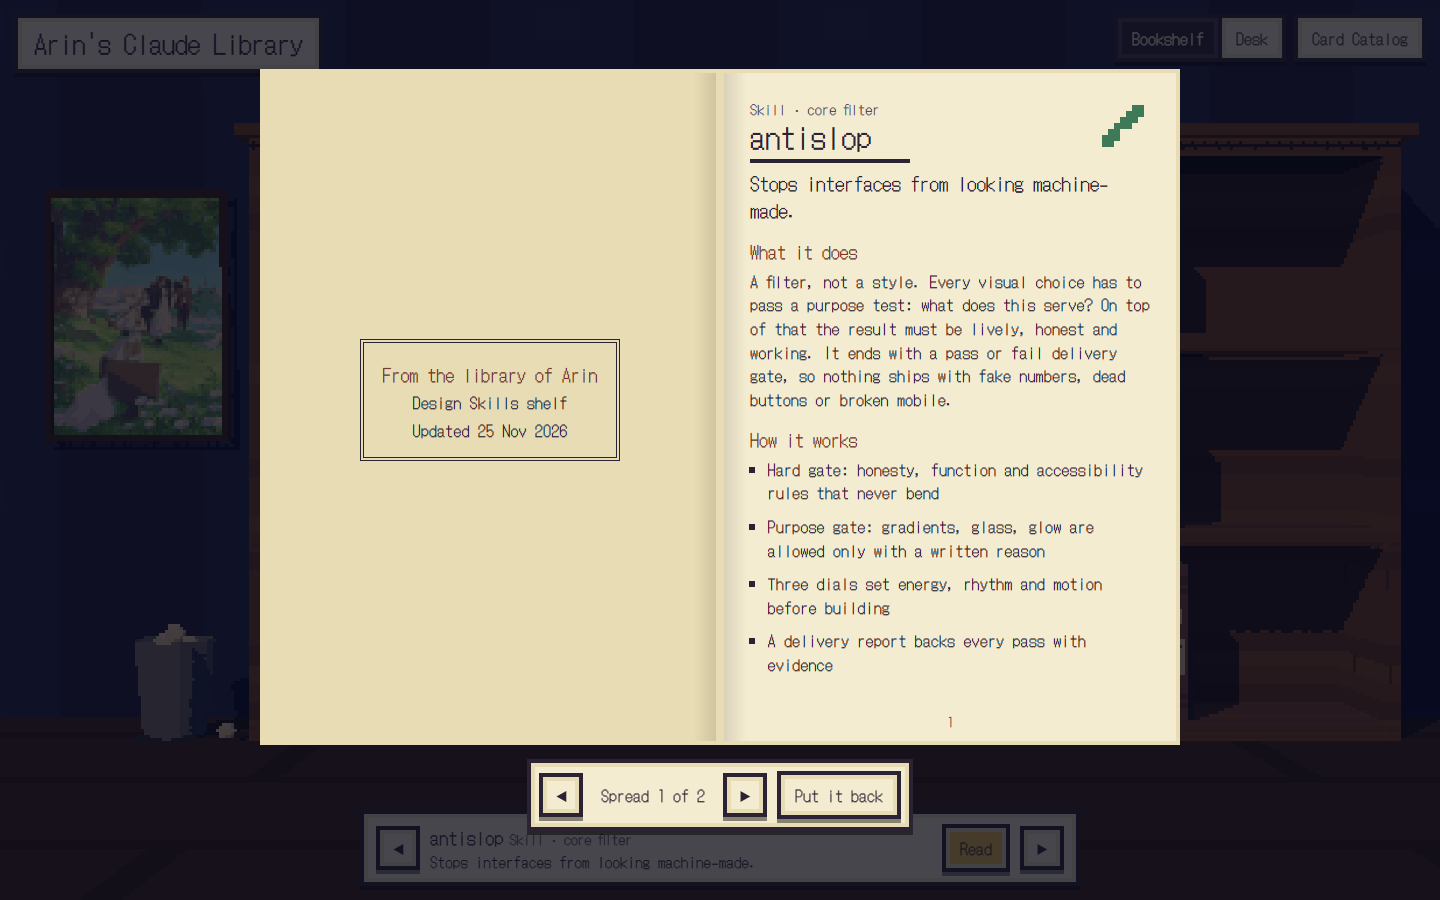 Arin's Claude Library
Bookshelf
Desk
Card Catalog
From the library of Arin
Design Skills shelf
Updated 25 Nov 2026
Skill · core filter
antislop
Stops interfaces from looking machine-
made.
What it does
A filter, not a style. Every visual choice has to
pass a purpose test: what does this serve? On top
of that the result must be lively, honest and
working. It ends with a pass or fail delivery
gate, so nothing ships with fake numbers, dead
buttons or broken mobile.
How it works
Hard gate: honesty, function and accessibility
rules that never bend
Purpose gate: gradients, glass, glow are
allowed only with a written reason
Three dials set energy, rhythm and motion
before building
A delivery report backs every pass with
evidence
1
Spread 1 of 2
Put it back
antislop Skill · core filter
Stops interfaces from looking machine-made.
Read